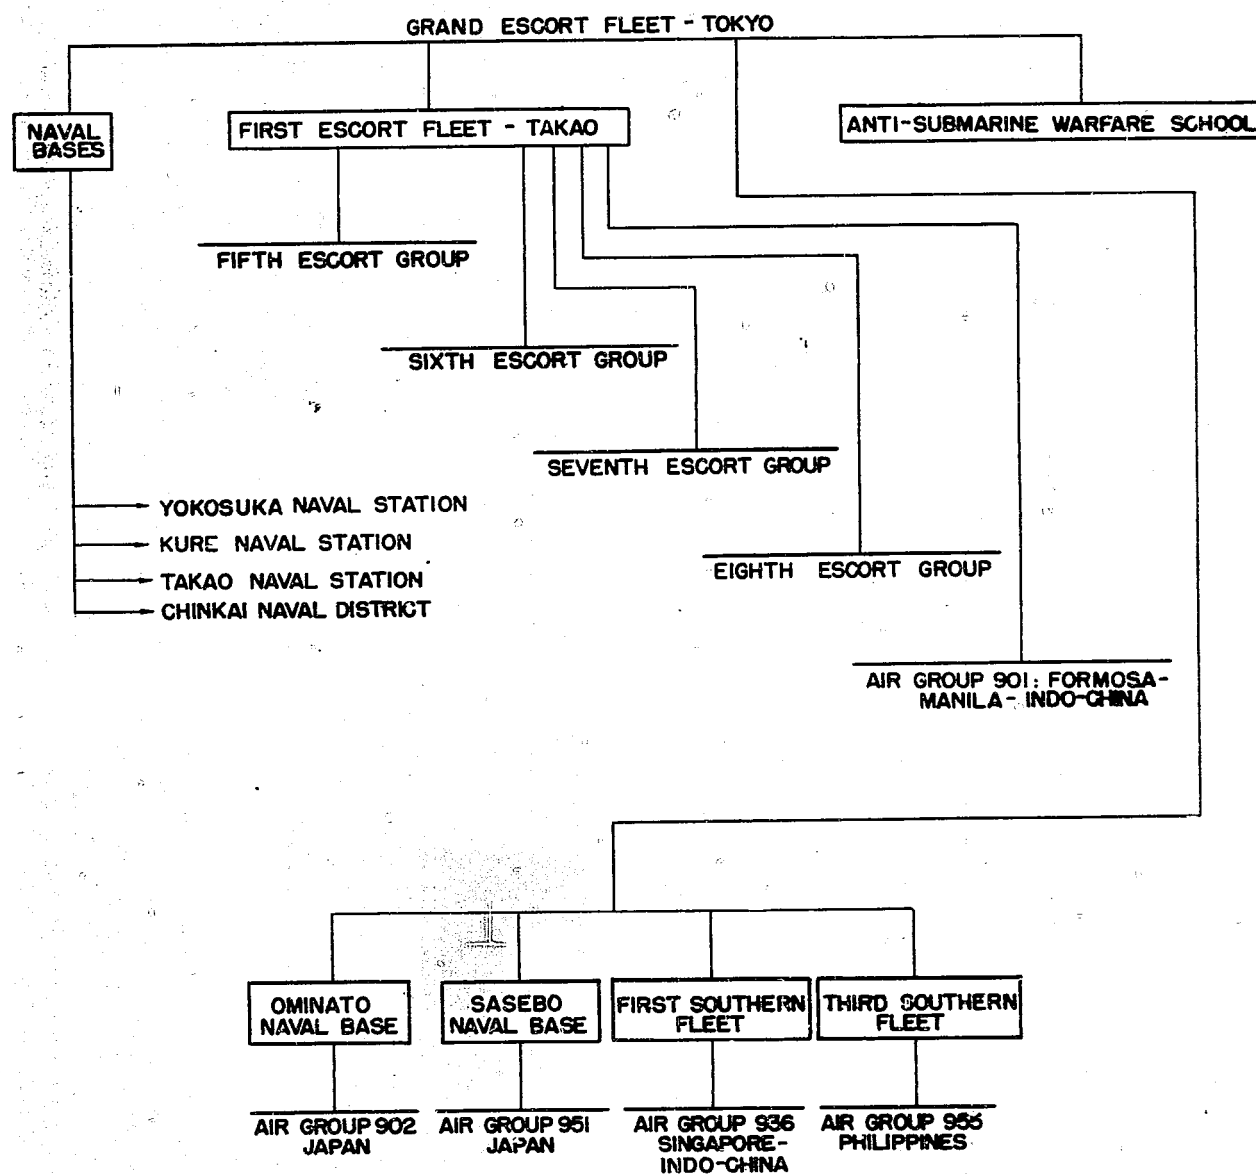 GRAND ESCORT FLEET - TOKYO
NAVAL
BASES
FIRST ESCORT FLEET - TAKAO
ANTI-SUBMARINE WARFARE SCHOOL
FIFTH ESCORT GROUP
SIXTH ESCORT GROUP
SEVENTH ESCORT GROUP
YOKOSUKA NAVAL STATION
KURE NAVAL STATION
TAKAO NAVAL STATION
CHINKAI NAVAL DISTRICT
EIGHTH ESCORT GROUP
AIR GROUP 901: FORMOSA-
MANILA- INDO-CHINA
OMINATO
NAVAL BASE
SASEBO
NAVAL BASE
FIRST SOUTHERN
FLEET
THIRD SOUTHERN
FLEET
AIR GROUP 902
JAPAN
AIR GROUP 951
JAPAN
AIR GROUP 936
SINGAPORE-
INDO-CHINA
AIR GROUP
PHILIPPINES